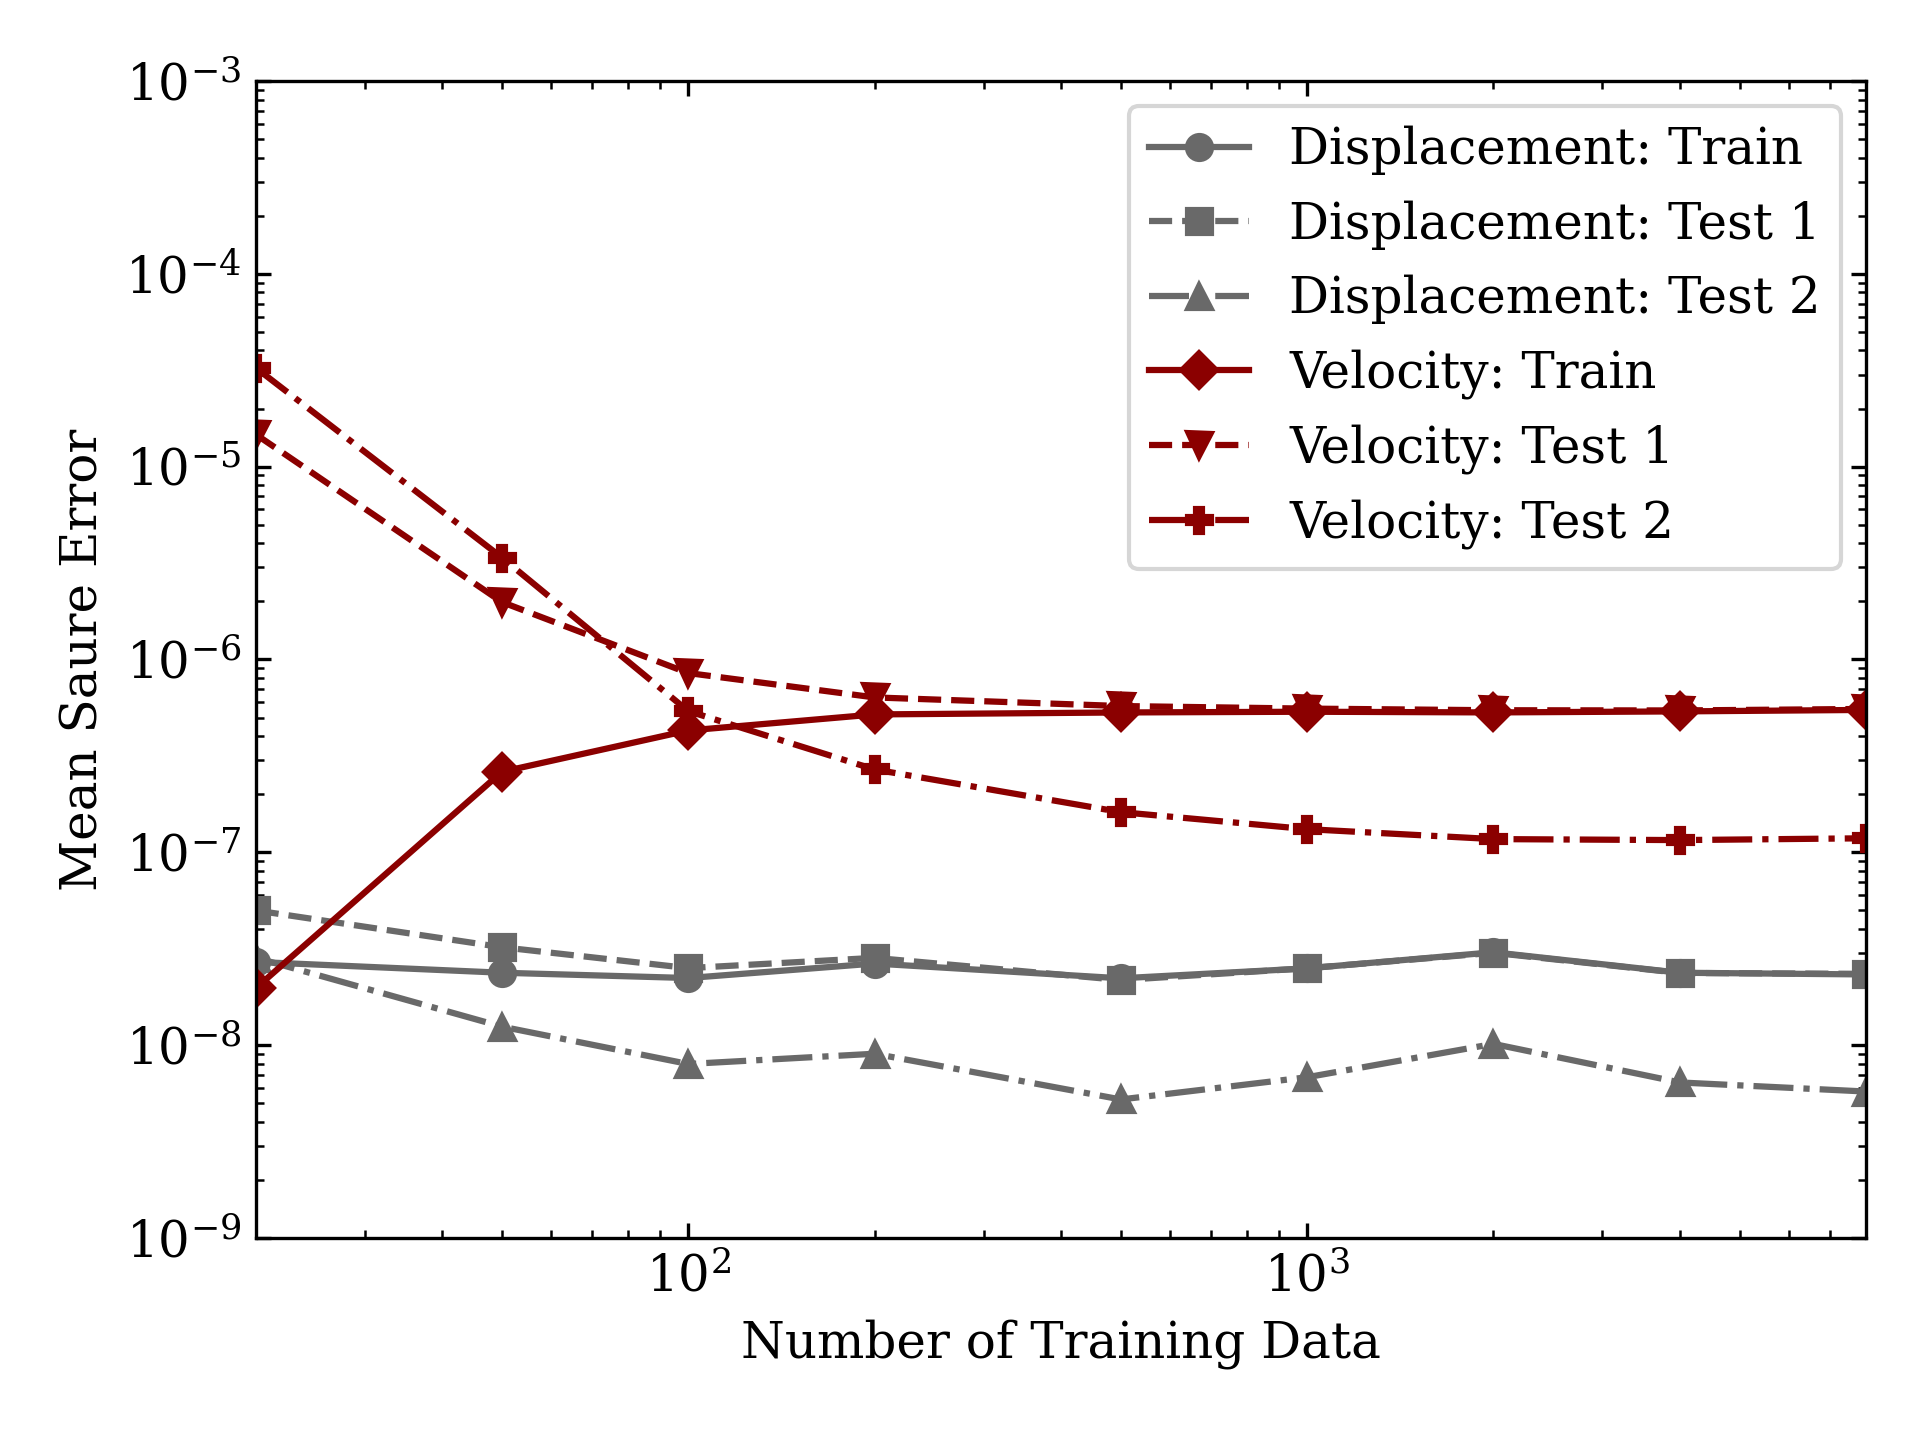 10⁻³
10⁻⁴
10⁻⁵
10⁻⁶
10⁻⁷
10⁻⁸
10⁻⁹
Mean Saure Error
Displacement: Train
Displacement: Test 1
Displacement: Test 2
Velocity: Train
Velocity: Test 1
Velocity: Test 2
10² 10³
Number of Training Data